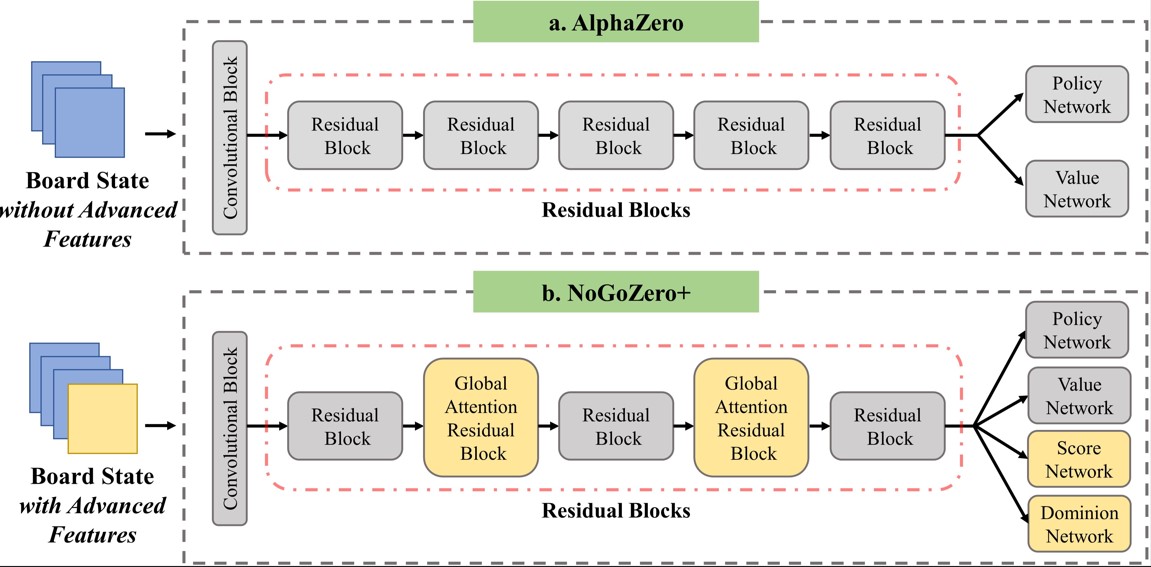 a. AlphaZero
Board State
without Advanced
Features
Convolutional Block
Residual
Block
Residual
Block
Residual
Block
Residual
Block
Residual
Block
Residual Blocks
Policy
Network
Value
Network
b. NoGoZero+
Board State
with Advanced
Features
Convolutional Block
Residual
Block
Global
Attention
Residual
Block
Residual
Block
Global
Attention
Residual
Block
Residual
Block
Residual Blocks
Policy
Network
Value
Network
Score
Network
Dominion
Network